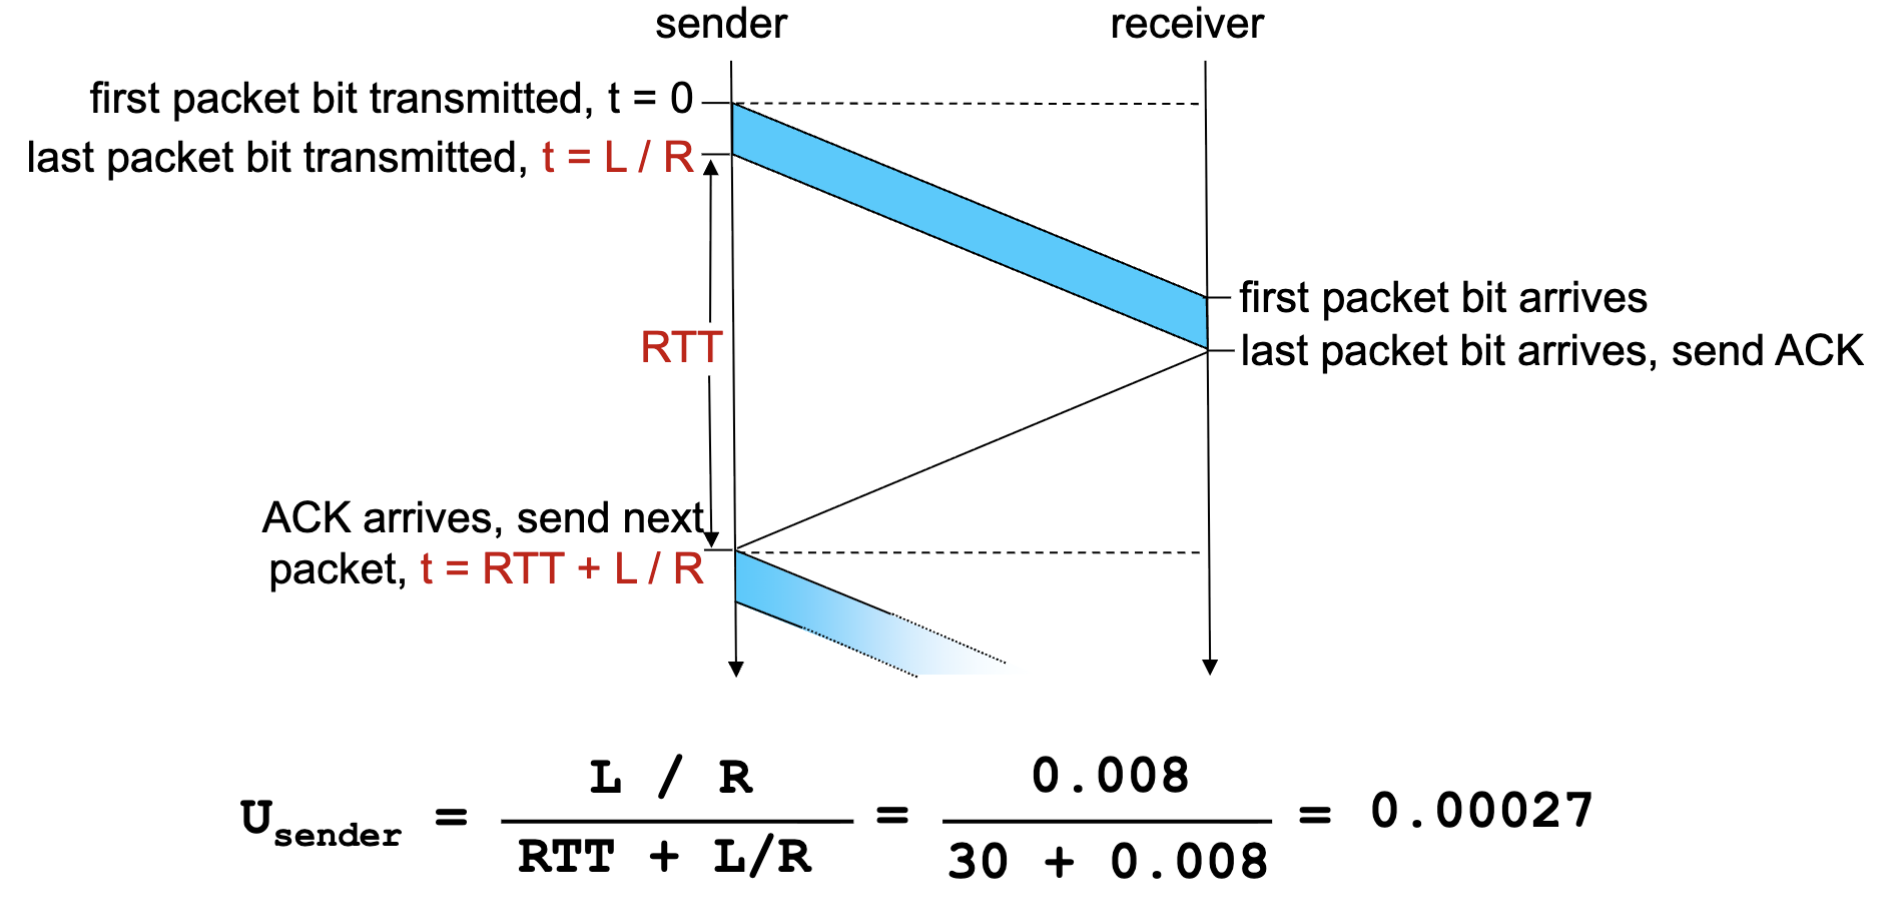 sender
receiver
first packet bit transmitted, t = 0
last packet bit transmitted, t = L / R
first packet bit arrives
RTT
last packet bit arrives, send ACK
ACK arrives, send next
packet, t = RTT + L / R
U sender = L / R / RTT + L/R = 0.008 / 30 + 0.008 = 0.00027